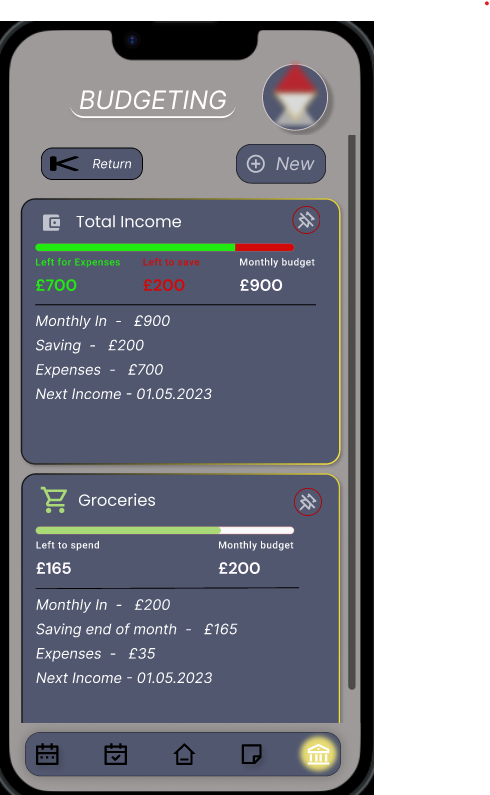 BUDGETING
Return
New
Total Income
Left for Expenses Left to save Monthly budget
£700 £200 £900
Monthly In - £900
Saving - £200
Expenses - £700
Next Income - 01.05.2023
Groceries
Left to spend Monthly budget
£165 £200
Monthly In - £200
Saving end of month - £165
Expenses - £35
Next Income - 01.05.2023